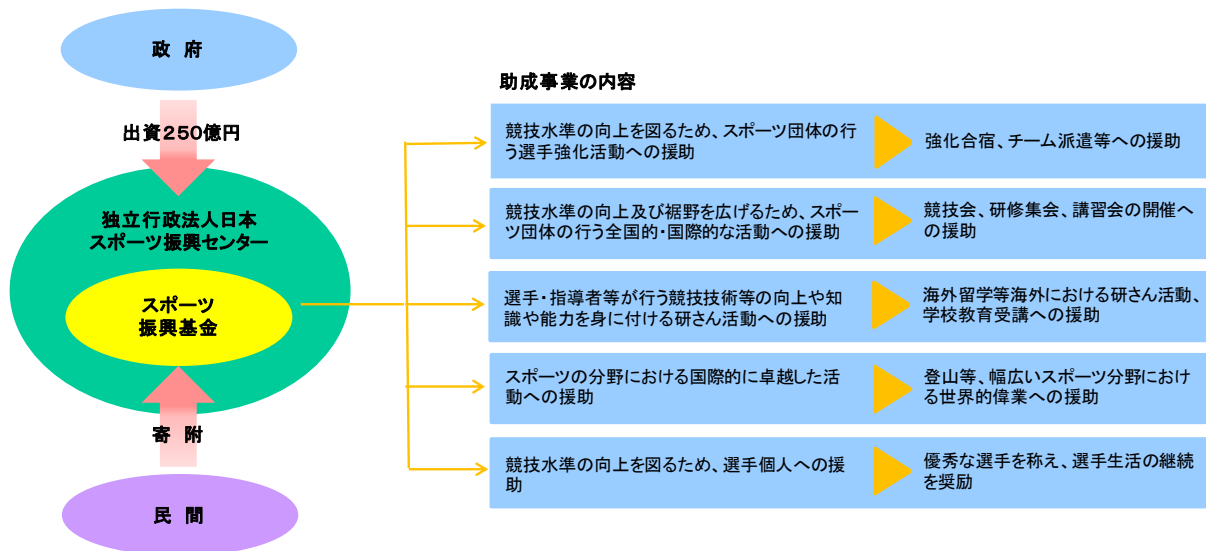 政 府
出資250億円
独立行政法人日本
スポーツ振興センター
スポーツ
振興基金
寄 附
民 間
助成事業の内容
競技水準の向上を図るため、スポーツ団体の行
う選手強化活動への援助
強化合宿、チーム派遣等への援助
競技水準の向上及び裾野を広げるため、スポー
ツ団体の行う全国的・国際的な活動への援助
競技会、研修集会、講習会の開催へ
の援助
選手・指導者等が行う競技技術等の向上や知
識や能力を身に付ける研さん活動への援助
海外留学等海外における研さん活動、
学校教育受講への援助
スポーツの分野における国際的に卓越した活
動への援助
登山等、幅広いスポーツ分野におけ
る世界的偉業への援助
競技水準の向上を図るため、選手個人への援
助
優秀な選手を称え、選手生活の継続
を奨励